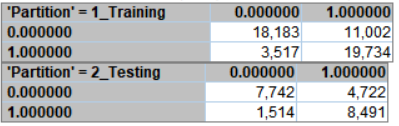 'Partition' = 1_Training 0.000000 1.000000
0.000000 18,183 11,002
1.000000 3,517 19,734
'Partition' = 2_Testing 0.000000 1.000000
0.000000 7,742 4,722
1.000000 1,514 8,491